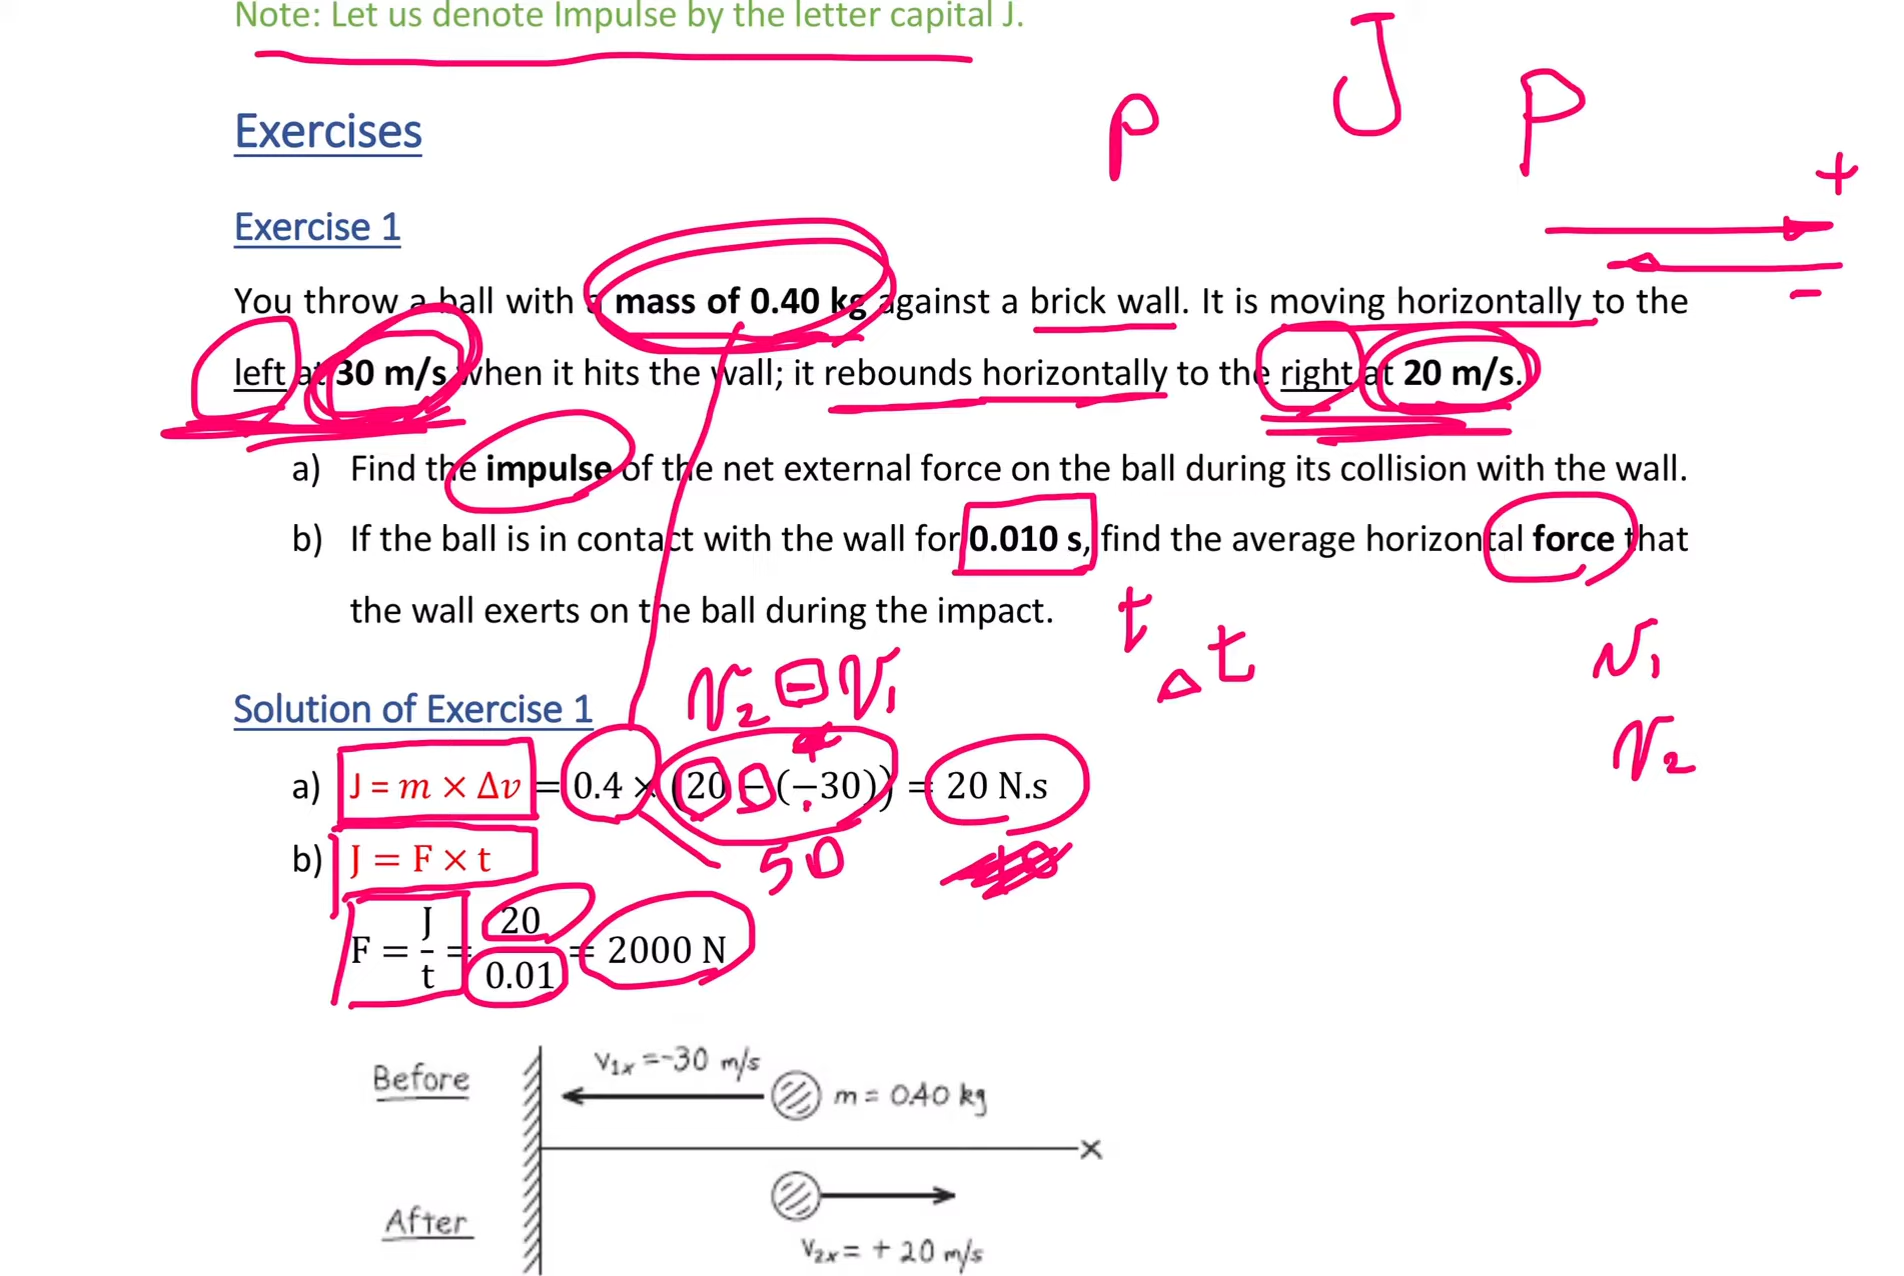 Note: Let us denote Impulse by the letter capital J.
J
p P
+
Exercises
Exercise 1
-
You throw a ball with a mass of 0.40 kg against a brick wall. It is moving horizontally to the
left at 30 m/s when it hits the wall; it rebounds horizontally to the right at 20 m/s.
a) Find the impulse of the net external force on the ball during its collision with the wall.
b) If the ball is in contact with the wall for 0.010 s, find the average horizontal force that
the wall exerts on the ball during the impact.
t
Δt
v₁
v₂ - v₁
v₂
Solution of Exercise 1
a) J = m × Δv = 0.4 × (20 − (−30)) = 20 N.s
50
b) J = F × t
F = J/t = 20/0.01 = 2000 N
Before
V1x =-30 m/s
m = 0.40 kg
x
After
V2x = + 20 m/s